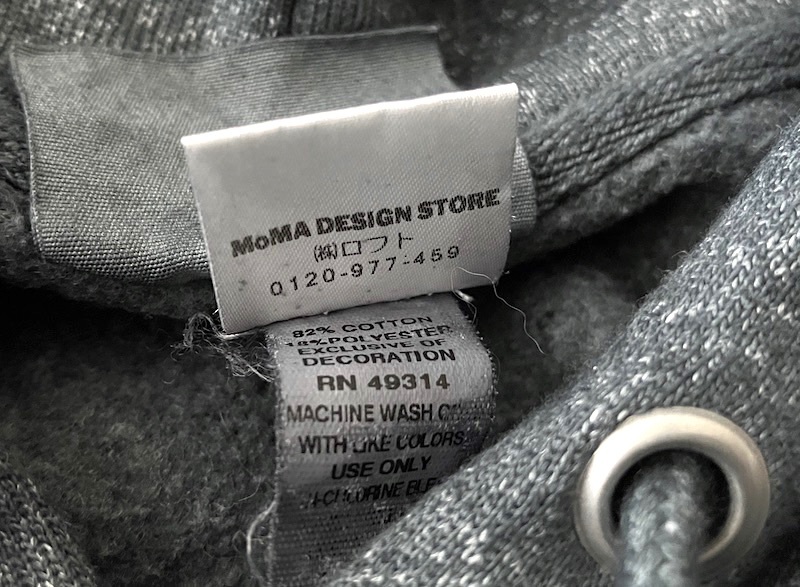 MoMA DESIGN STORE
㈱ロフト
0120-977-459
82% COTTON
18% POLYESTER
EXCLUSIVE OF
DECORATION
RN 49314
MACHINE WASH
WITH LIKE COLORS
USE ONLY